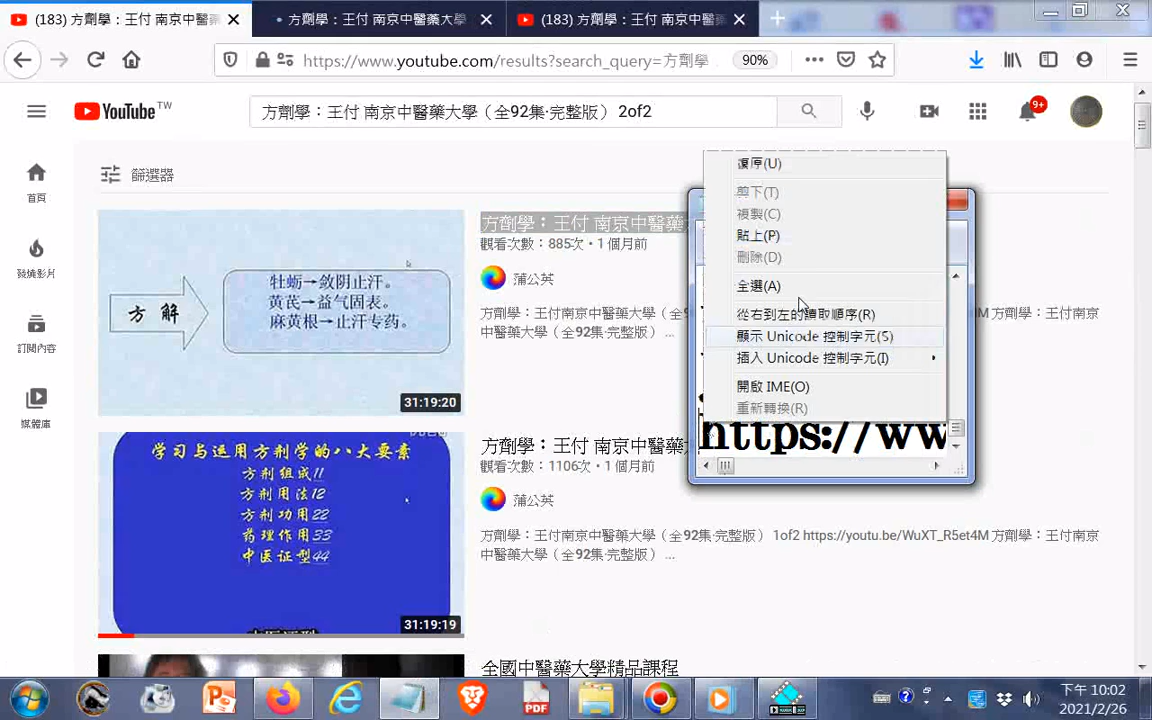 (183) 方劑學：王付 南京中醫藥
方劑學：王付 南京中醫藥大學
(183) 方劑學：王付 南京中醫藥
https://www.youtube.com/results?search_query=方劑學
90%
YouTube TW
方劑學：王付 南京中醫藥大學（全92集·完整版） 2of2
9+
首頁
發燒影片
訂閱內容
媒體庫
篩選器
方 解
牡蛎→敛阴止汗。
黄芪→益气固表。
麻黄根→止汗专药。
31:19:20
方劑學：王付 南京中醫藥
觀看次數：885次・1 個月前
蒲公英
方劑學：王付南京中醫藥大學（全92集·完整版）
方劑學：王付南京
中醫藥大學（全92集·完整版） ...
学习与运用方剂学的八大要素
方剂组成11
方剂用法12
方剂功用22
药理作用33
中医证型44
31:19:19
方劑學：王付 南京中醫藥
觀看次數：1106次・1 個月前
蒲公英
方劑學：王付南京中醫藥大學（全92集·完整版） 1of2 https://youtu.be/WuXT_R5et4M 方劑學：王付南京
中醫藥大學（全92集·完整版） ...
全國中醫藥大學精品課程
復原(U)
剪下(T)
複製(C)
貼上(P)
刪除(D)
全選(A)
從右到左的讀取順序(R)
顯示 Unicode 控制字元(S)
插入 Unicode 控制字元(I)
開啟 IME(O)
重新轉換(R)
https://ww
PDF
下午 10:02
2021/2/26